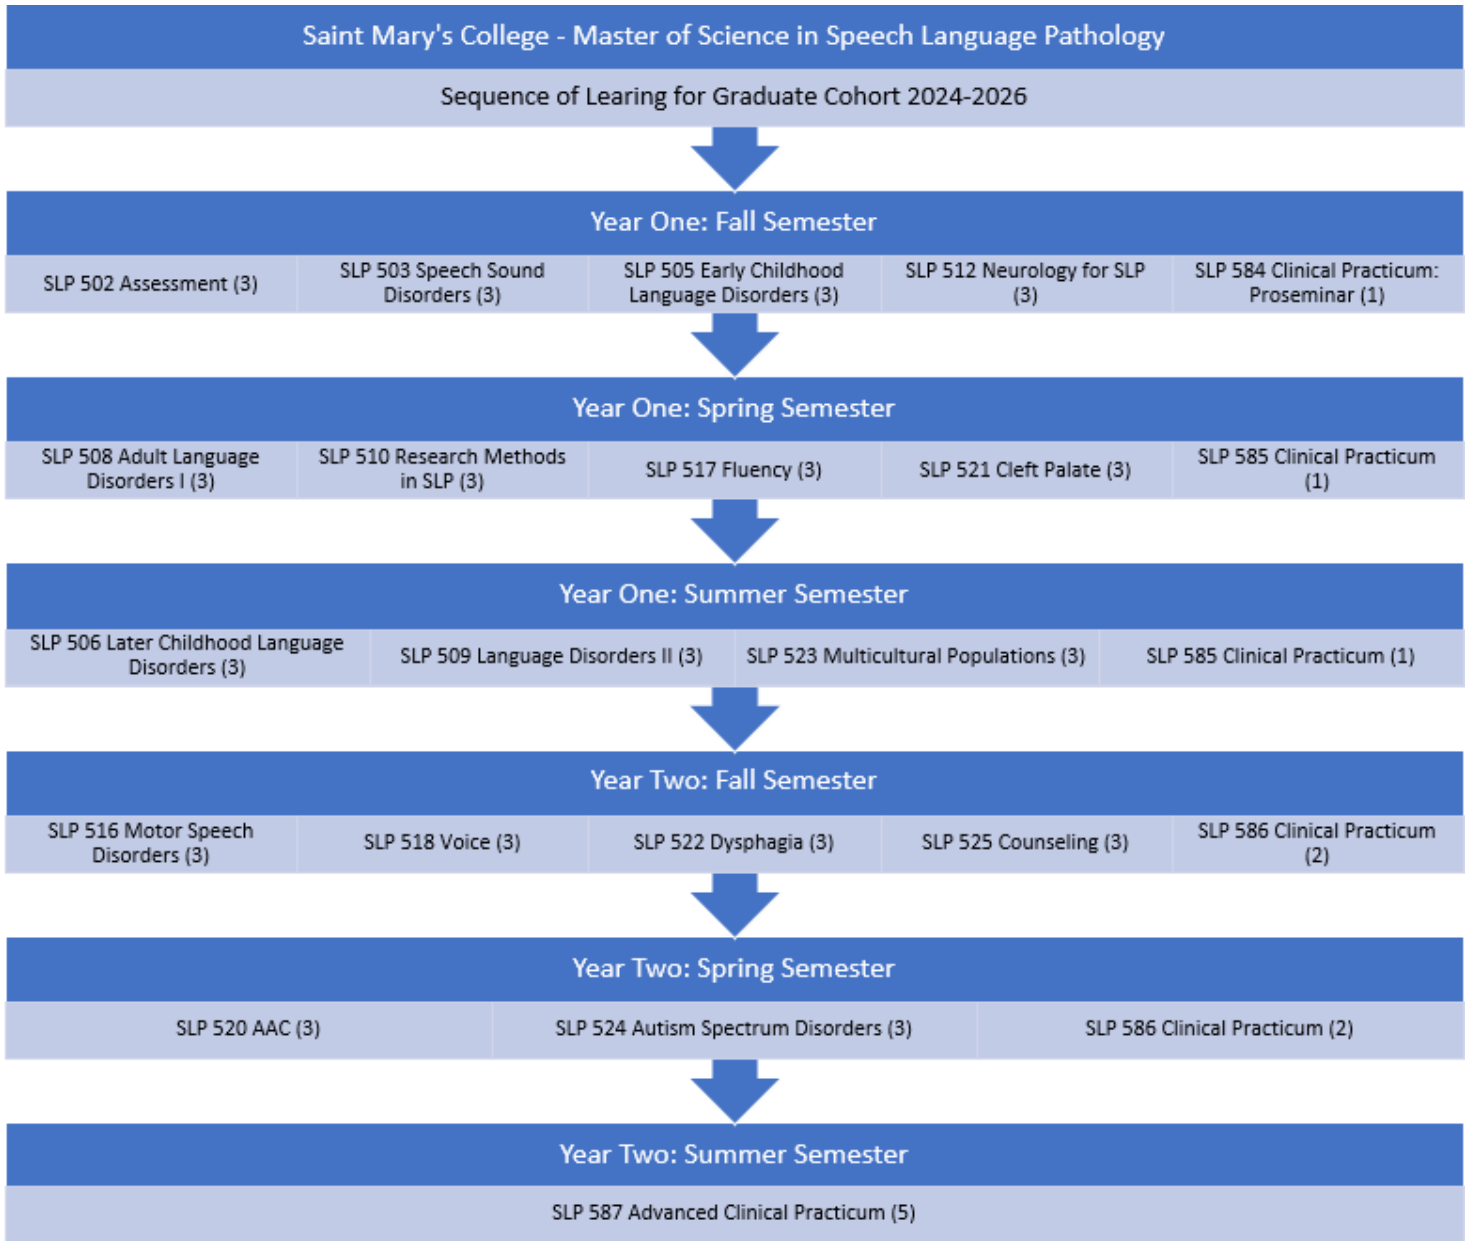 Saint Mary's College - Master of Science in Speech Language Pathology
Sequence of Learing for Graduate Cohort 2024-2026
Year One: Fall Semester
SLP 502 Assessment (3)
SLP 503 Speech Sound
Disorders (3)
SLP 505 Early Childhood
Language Disorders (3)
SLP 512 Neurology for SLP
(3)
SLP 584 Clinical Practicum:
Proseminar (1)
Year One: Spring Semester
SLP 508 Adult Language
Disorders I (3)
SLP 510 Research Methods
in SLP (3)
SLP 517 Fluency (3)
SLP 521 Cleft Palate (3)
SLP 585 Clinical Practicum
(1)
Year One: Summer Semester
SLP 506 Later Childhood Language
Disorders (3)
SLP 509 Language Disorders II (3)
SLP 523 Multicultural Populations (3)
SLP 585 Clinical Practicum (1)
Year Two: Fall Semester
SLP 516 Motor Speech
Disorders (3)
SLP 518 Voice (3)
SLP 522 Dysphagia (3)
SLP 525 Counseling (3)
SLP 586 Clinical Practicum
(2)
Year Two: Spring Semester
SLP 520 AAC (3)
SLP 524 Autism Spectrum Disorders (3)
SLP 586 Clinical Practicum (2)
Year Two: Summer Semester
SLP 587 Advanced Clinical Practicum (5)